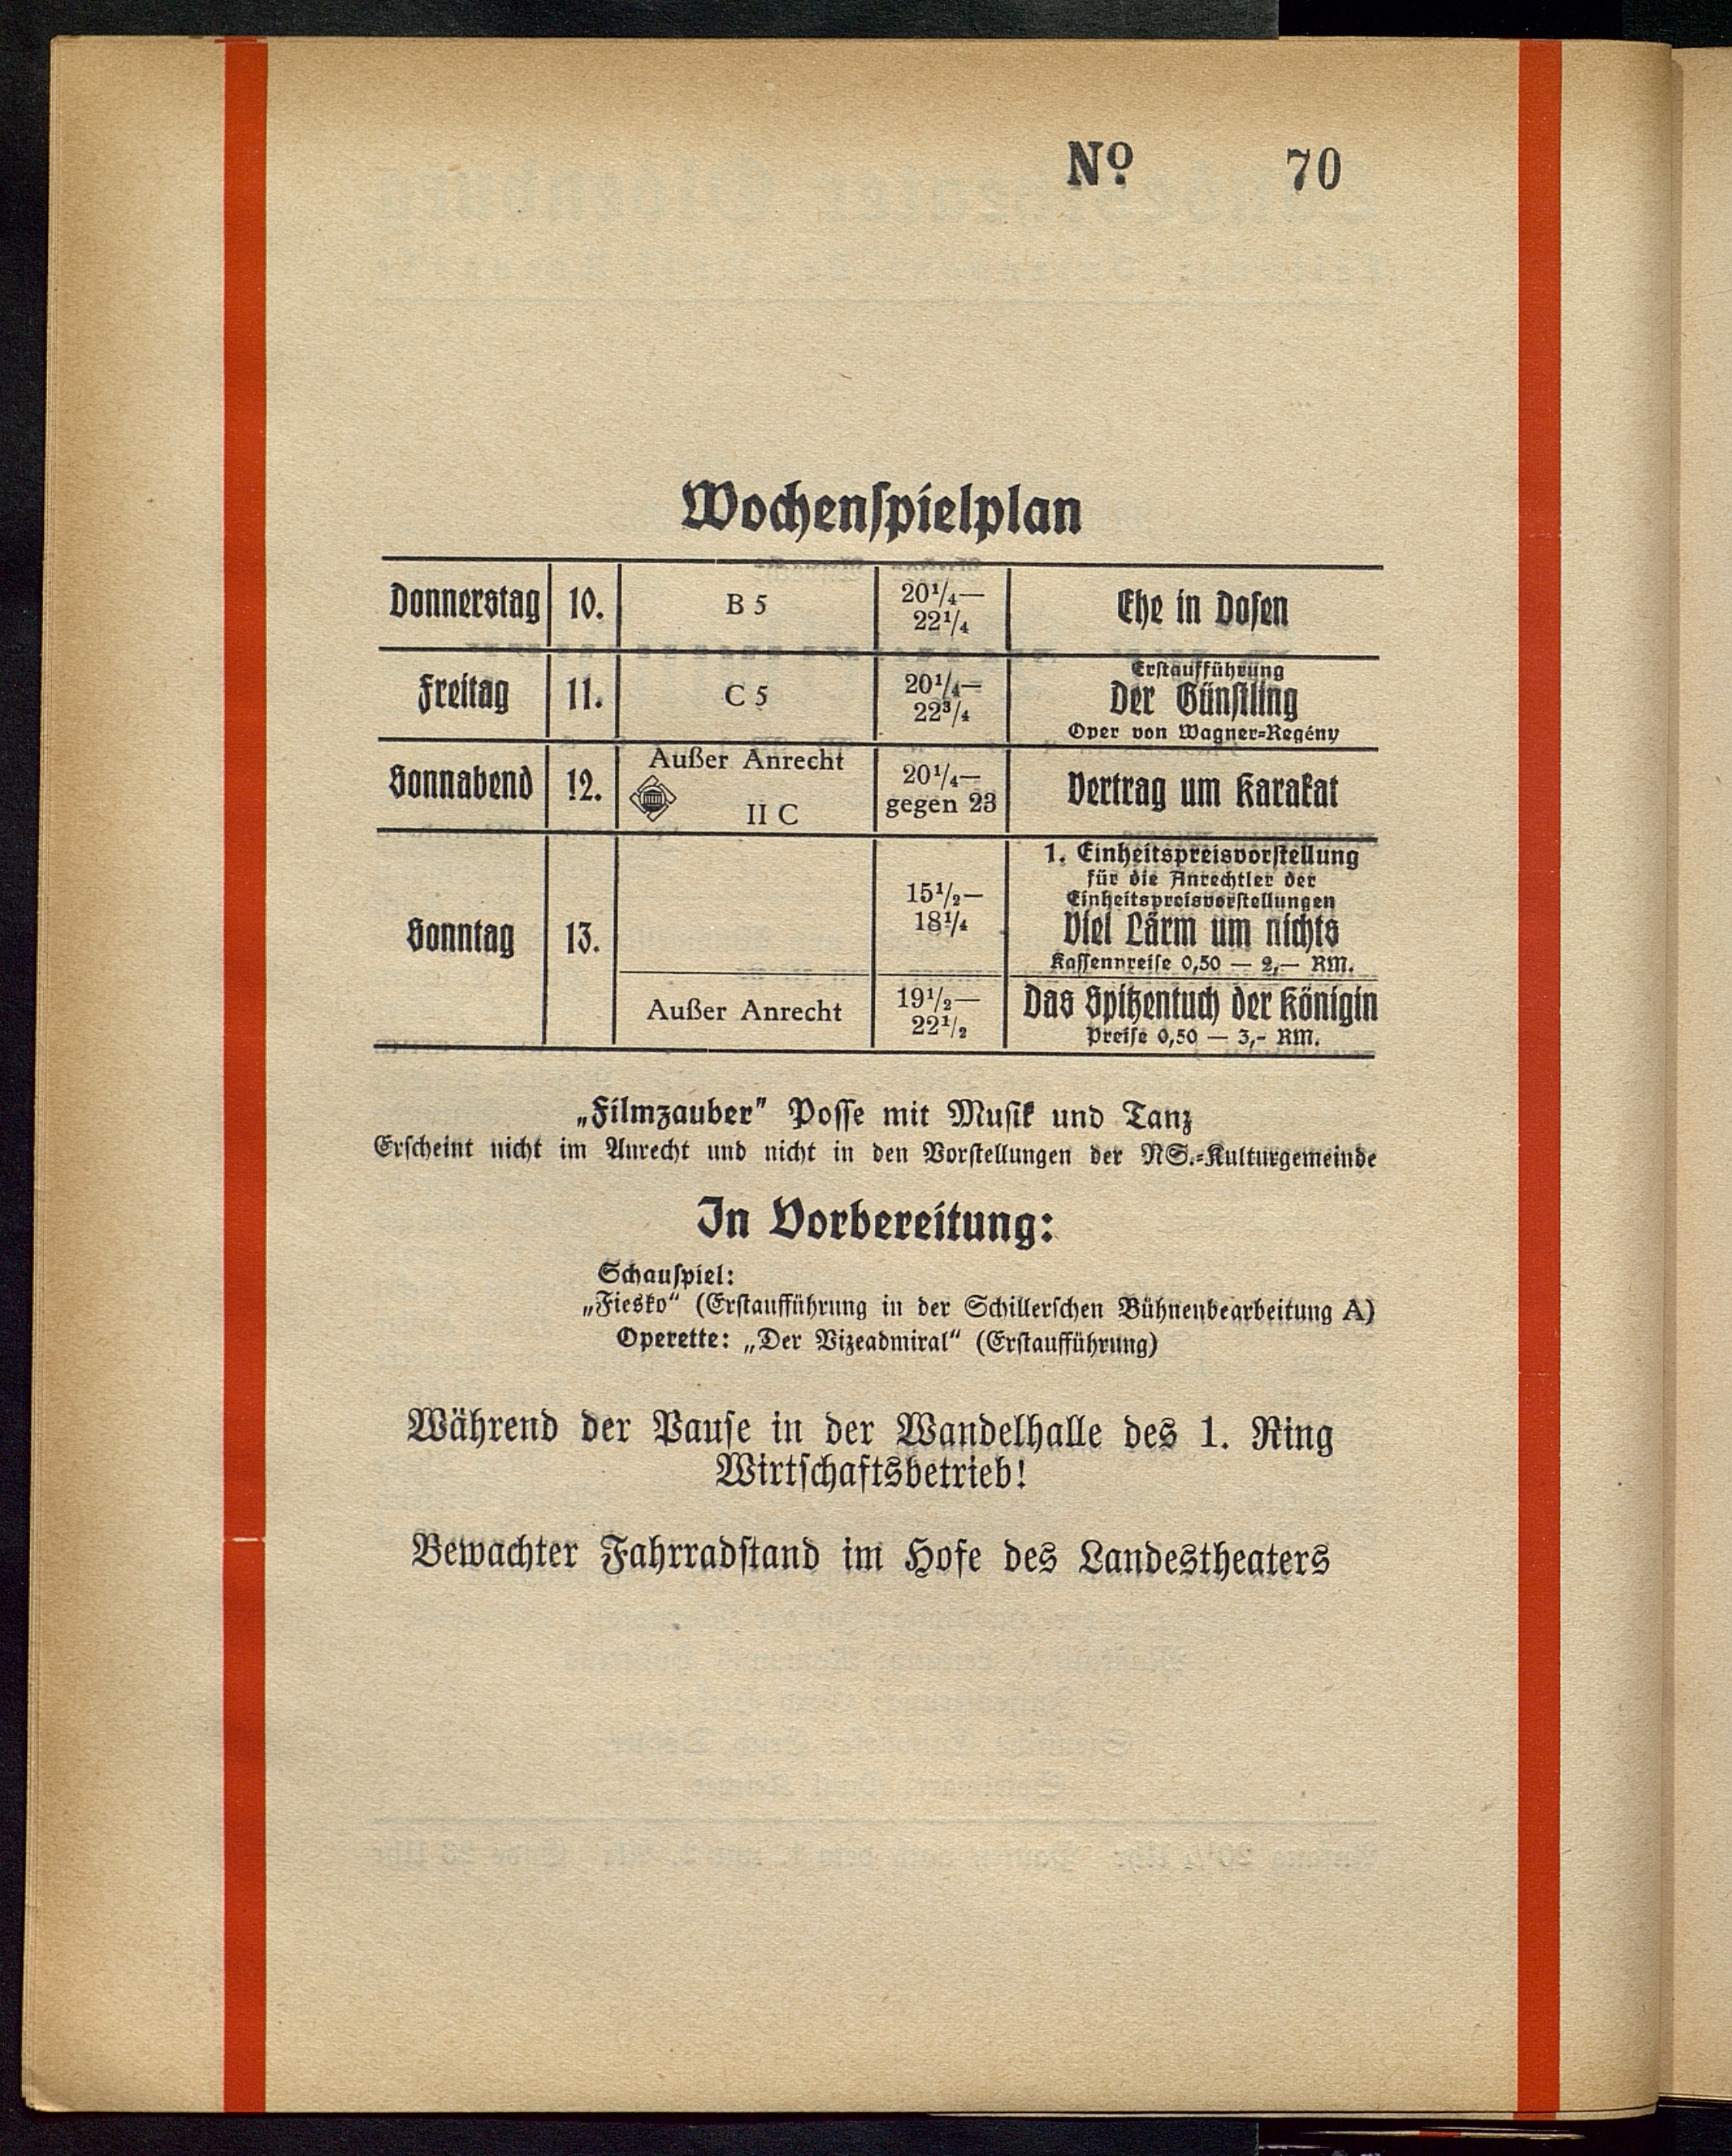 Nº 70
Wochenspielplan
Donnerstag 10. B 5 20¹/₄— 22¹/₄ Ehe in Dosen
Freitag 11. C 5 20¹/₄— 22³/₄ Erstaufführung
Der Günstling
Oper von Wagner=Regény
Sonnabend 12. Außer Anrecht II C 20¹/₄— gegen 23 Vertrag um Karakat
Sonntag 13. 15¹/₂— 18¹/₄ 1. Einheitspreisvorstellung
für die Anrechtler der
Einheitspreisvorstellungen
Viel Lärm um nichts
Kassenpreise 0,50 — 2,— RM.
Außer Anrecht 19¹/₂— 22¹/₂ Das Spitzentuch der Königin
Preise 0,50 — 3,- RM.
„Filmzauber" Posse mit Musik und Tanz
Erscheint nicht im Anrecht und nicht in den Vorstellungen der NS.=Kulturgemeinde
In Vorbereitung:
Schauspiel:
„Fiesko“ (Erstaufführung in der Schillerschen Bühnenbearbeitung A)
Operette: „Der Vizeadmiral“ (Erstaufführung)
Während der Pause in der Wandelhalle des 1. Ring
Wirtschaftsbetrieb!
Bewachter Fahrradstand im Hofe des Landestheaters